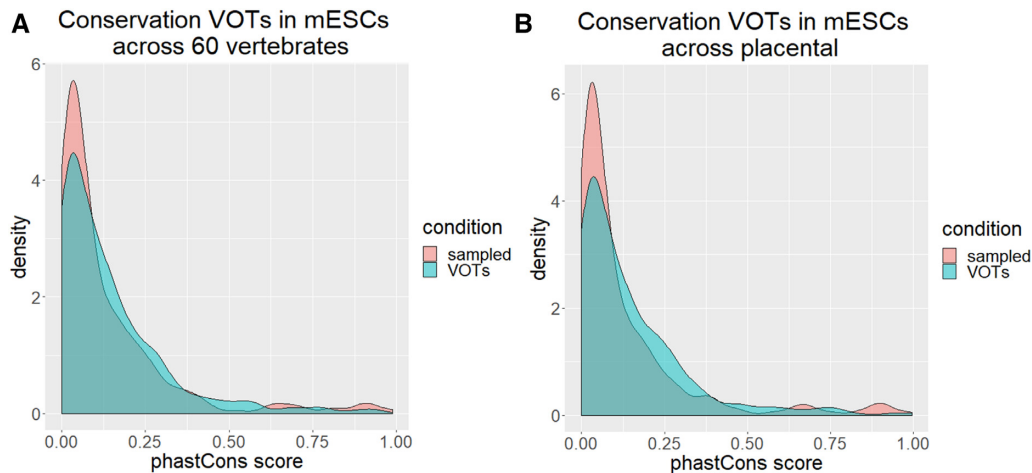 A
Conservation VOTs in mESCs
across 60 vertebrates
6
4
2
0
density
0.00 0.25 0.50 0.75 1.00
phastCons score
condition
sampled
VOTs
B
Conservation VOTs in mESCs
across placental
6
4
2
0
density
0.00 0.25 0.50 0.75 1.00
phastCons score
condition
sampled
VOTs